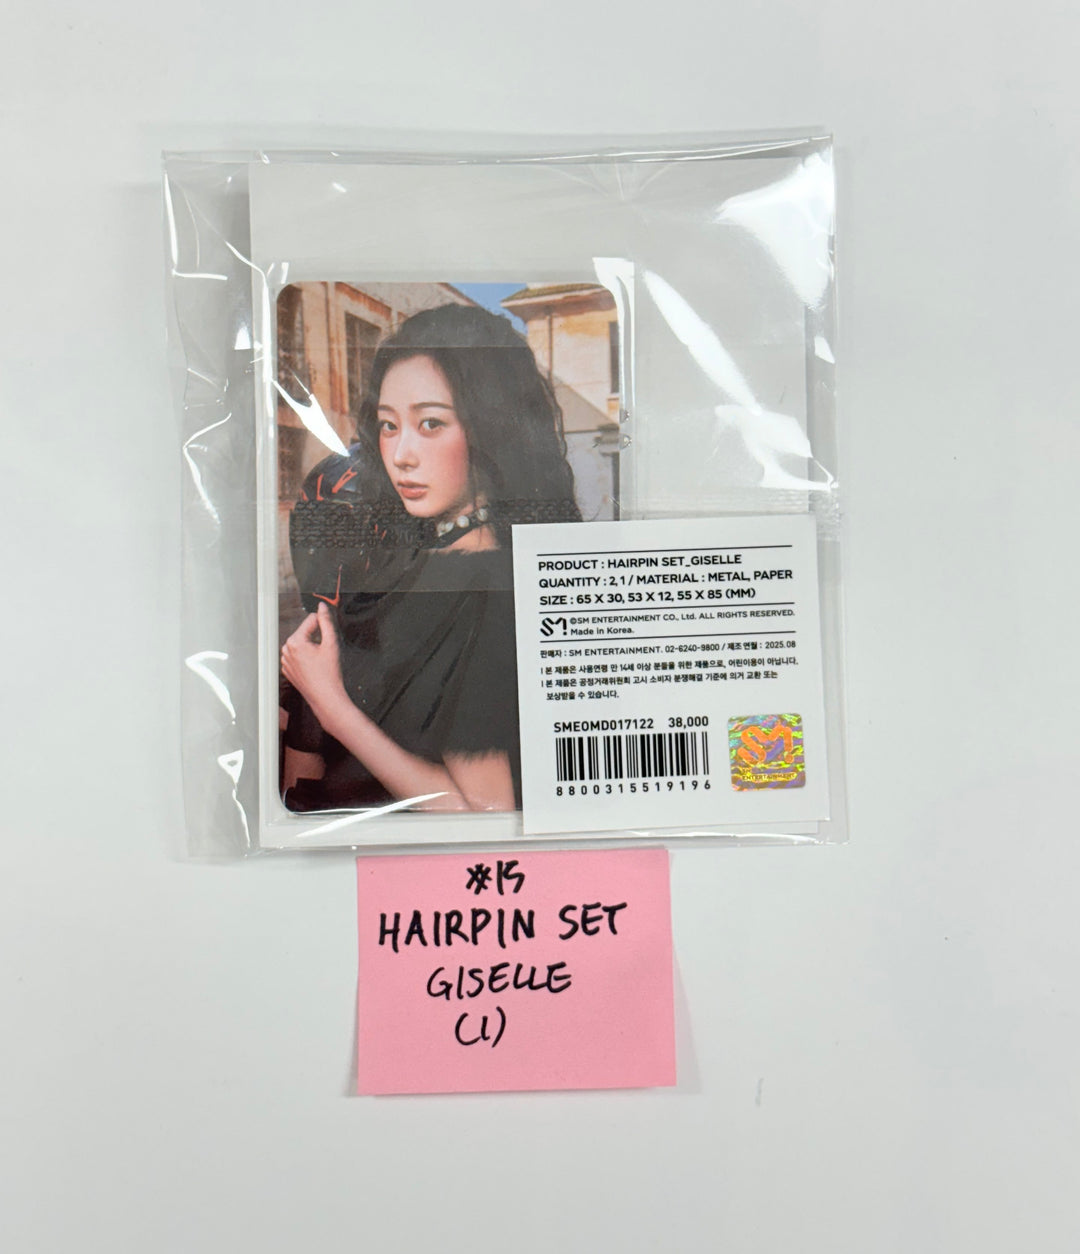 PRODUCT : HAIRPIN SET_GISELLE
QUANTITY : 2, 1 / MATERIAL : METAL, PAPER
SIZE : 65 X 30, 53 X 12, 55 X 85 (MM)
SM ©SM ENTERTAINMENT CO., Ltd. ALL RIGHTS RESERVED.
Made in Korea.
판매자 : SM ENTERTAINMENT. 02-6240-9800 / 제조 연월 : 2025.08
| 본 제품은 사용연령 만 14세 이상 분들을 위한 제품으로, 어린이용이 아닙니다.
| 본 제품은 공정거래위원회 고시 소비자 분쟁해결 기준에 의거 교환 또는
보상받을 수 있습니다.
SMEOMD017122 38,000
8800315519196
SM
SM
ENTERTAINMENT
#15
HAIRPIN SET
GISELLE
(1)